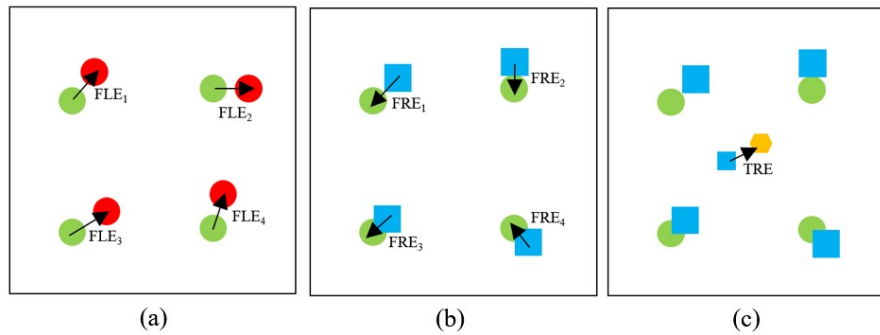 FLE₁
FLE₂
FLE₃
FLE₄
(a)
FRE₁
FRE₂
FRE₃
FRE₄
(b)
TRE
(c)